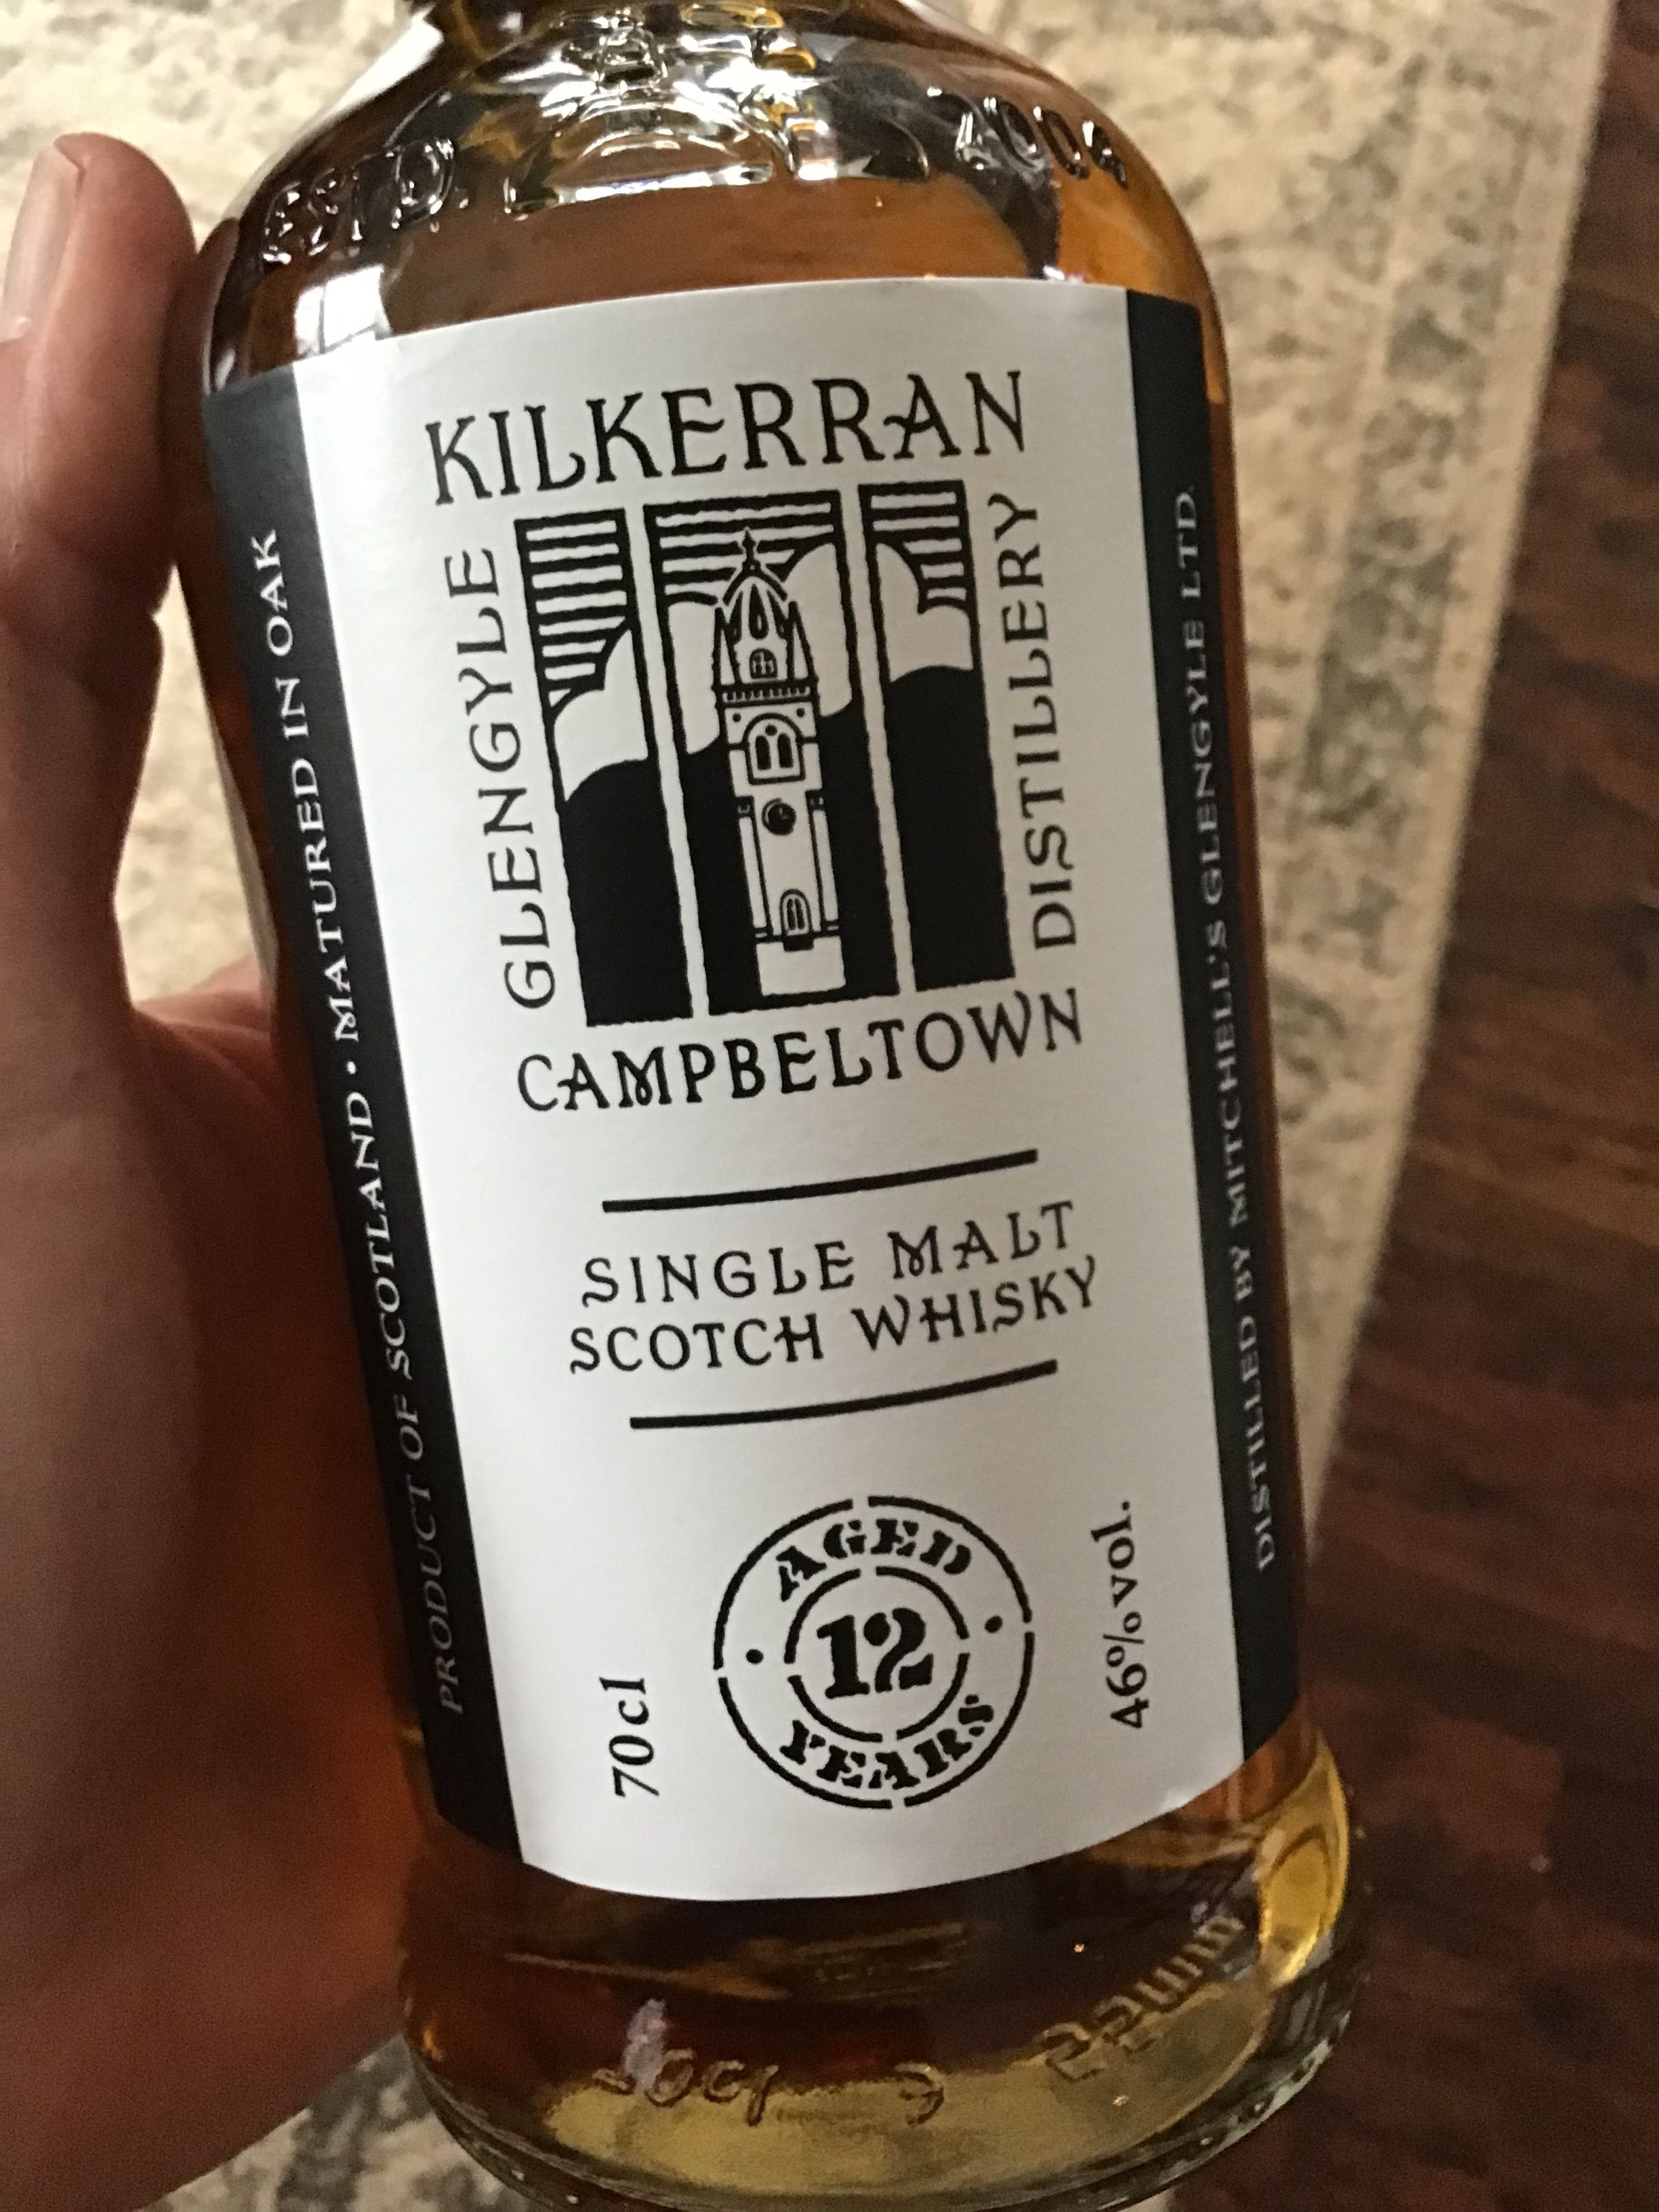 ESTD. 2004
KILKERRAN
GLENGYLE
DISTILLERY
CAMPBELTOWN
SINGLE MALT
SCOTCH WHISKY
AGED
12
YEARS
70cl
46%vol.
PRODUCT OF SCOTLAND · MATURED IN OAK
DISTILLED BY MITCHELL'S GLENGYLE LTD.
70cl